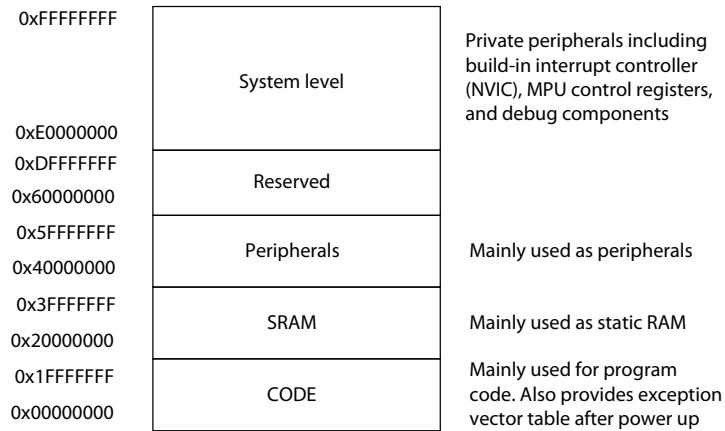 0xFFFFFFFF
System level
Private peripherals including
build-in interrupt controller
(NVIC), MPU control registers,
and debug components
0xE0000000
0xDFFFFFFF
Reserved
0x60000000
0x5FFFFFFF
Peripherals
Mainly used as peripherals
0x40000000
0x3FFFFFFF
SRAM
Mainly used as static RAM
0x20000000
0x1FFFFFFF
CODE
Mainly used for program
code. Also provides exception
vector table after power up
0x00000000